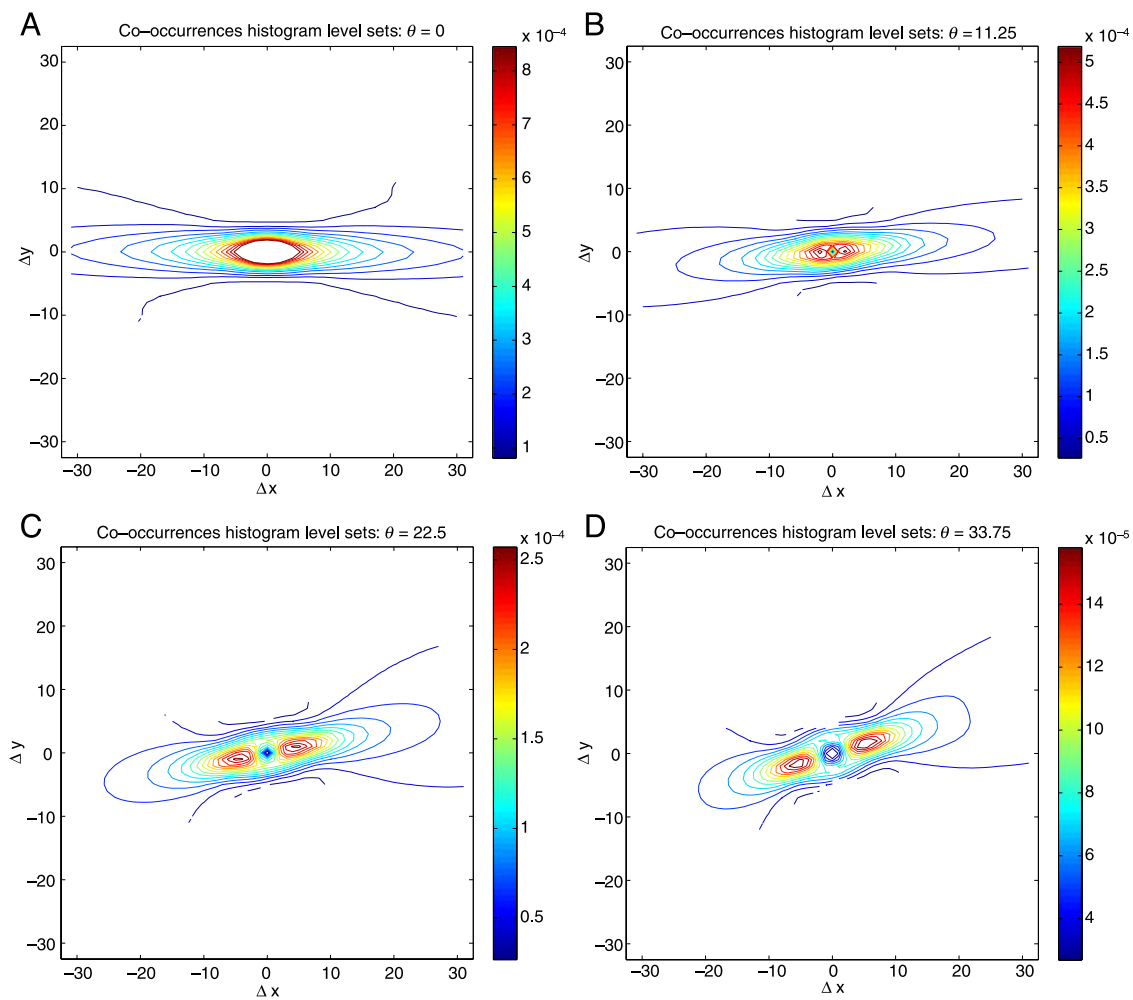 A
Co−occurrences histogram level sets: θ = 0
x 10−4
30
20
10
0
−10
−20
−30
Δy
−30 −20 −10 0 10 20 30
Δ x
8
7
6
5
4
3
2
1
B
Co−occurrences histogram level sets: θ = 11.25
x 10−4
30
20
10
0
−10
−20
−30
Δy
−30 −20 −10 0 10 20 30
Δ x
5
4.5
4
3.5
3
2.5
2
1.5
1
0.5
C
Co−occurrences histogram level sets: θ = 22.5
x 10−4
30
20
10
0
−10
−20
−30
Δ y
−30 −20 −10 0 10 20 30
Δ x
2.5
2
1.5
1
0.5
D
Co−occurrences histogram level sets: θ = 33.75
x 10−5
30
20
10
0
−10
−20
−30
Δ y
−30 −20 −10 0 10 20 30
Δ x
14
12
10
8
6
4